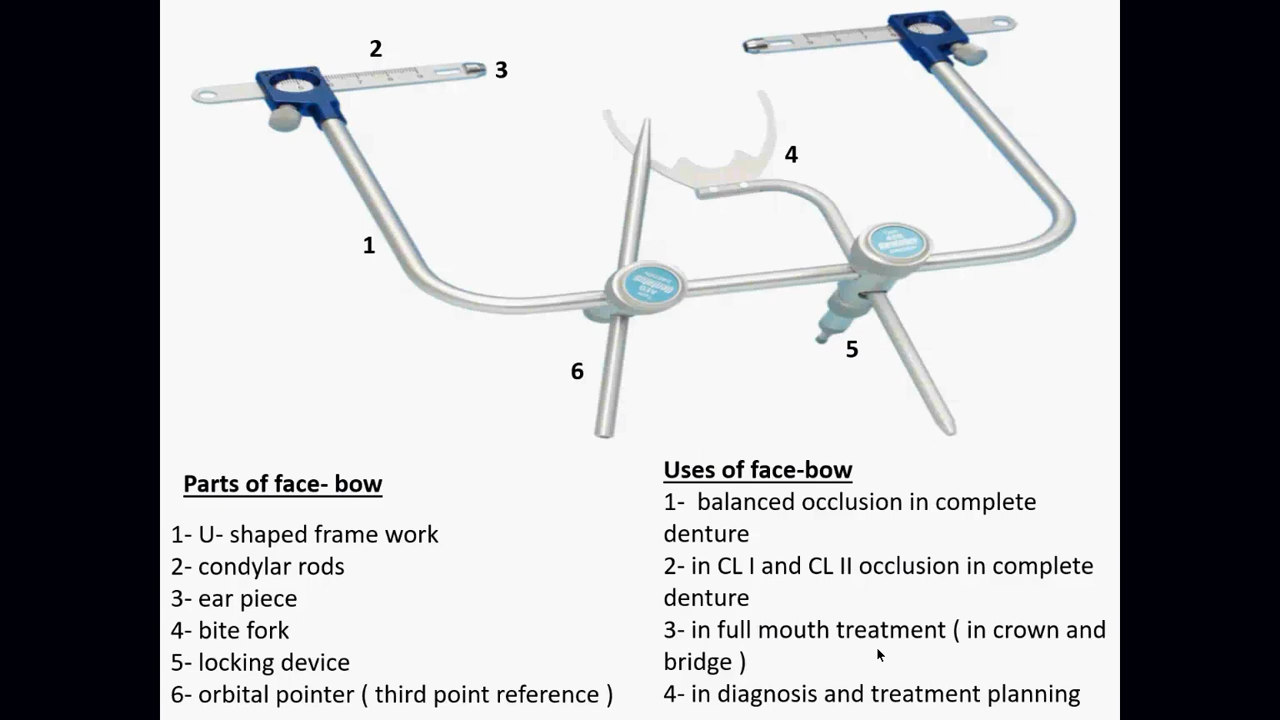 2
3
4
1
5
6
Parts of face- bow
1- U- shaped frame work
2- condylar rods
3- ear piece
4- bite fork
5- locking device
6- orbital pointer ( third point reference )
Uses of face-bow
1-  balanced occlusion in complete
denture
2- in CL I and CL II occlusion in complete
denture
3- in full mouth treatment ( in crown and
bridge )
4- in diagnosis and treatment planning